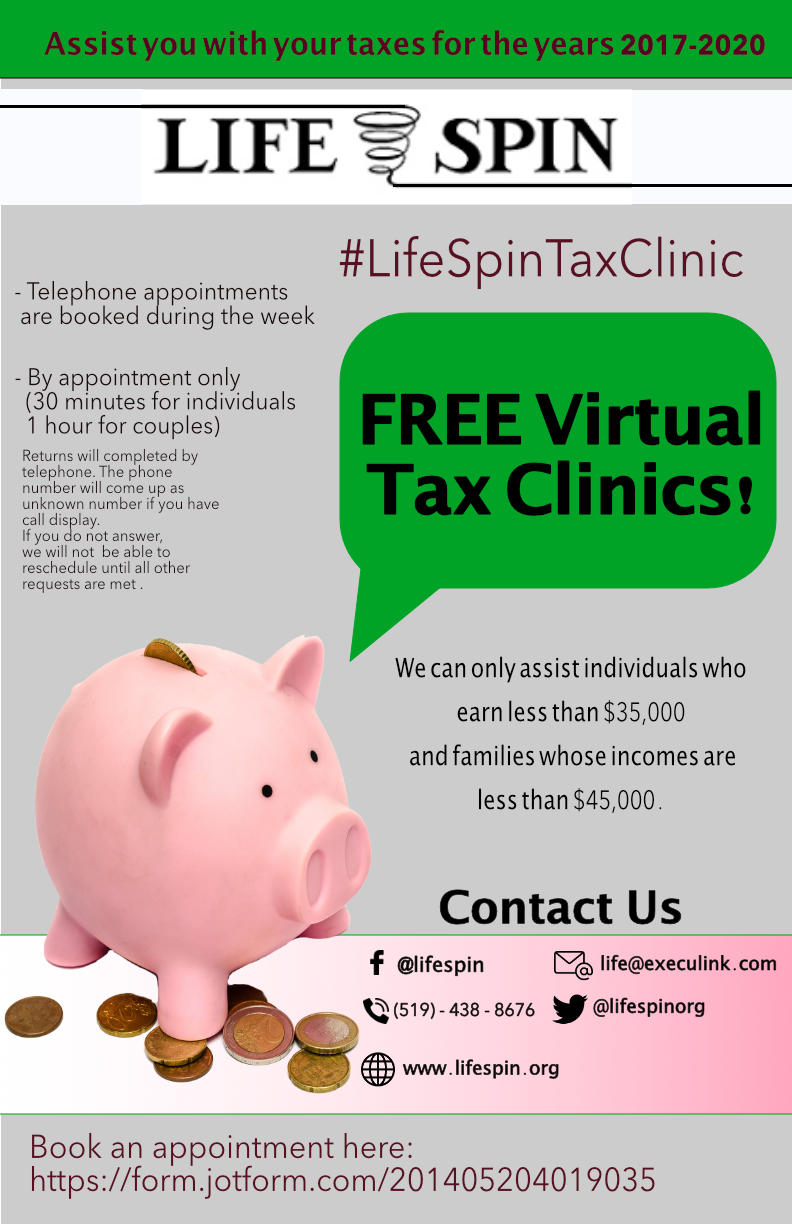 Assist you with your taxes for the years 2017-2020
LIFE SPIN
#LifeSpinTaxClinic
- Telephone appointments
are booked during the week
- By appointment only
(30 minutes for individuals
1 hour for couples)
Returns will completed by
telephone. The phone
number will come up as
unknown number if you have
call display.
If you do not answer,
we will not be able to
reschedule until all other
requests are met .
FREE Virtual
Tax Clinics!
We can only assist individuals who
earn less than $35,000
and families whose incomes are
less than $45,000 .
Contact Us
@lifespin
life@execulink.com
(519) - 438 - 8676
@lifespinorg
www.lifespin.org
Book an appointment here:
https://form.jotform.com/201405204019035